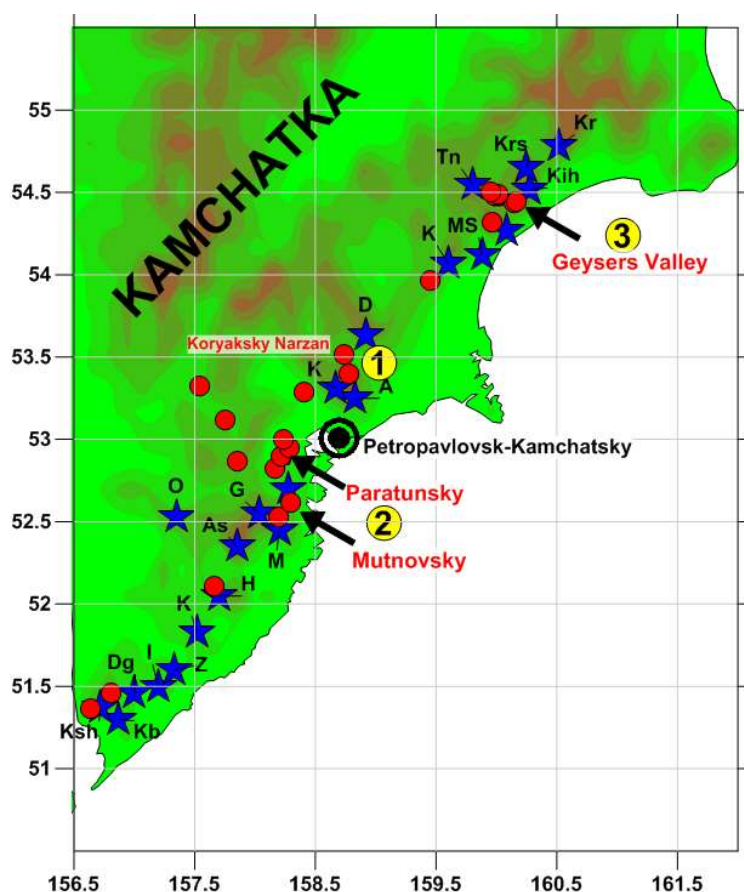 KAMCHATKA
55
Kr
Krs
Tn
54.5
Kih
MS
3
K
Geysers Valley
54
D
53.5
Koryaksky Narzan
1
K
A
53
Petropavlovsk-Kamchatsky
O
G
Paratunsky
52.5
As
2
M
Mutnovsky
52
H
K
I
Dg
Z
51.5
Ksh
Kb
51
156.5
157.5
158.5
159.5
160.5
161.5